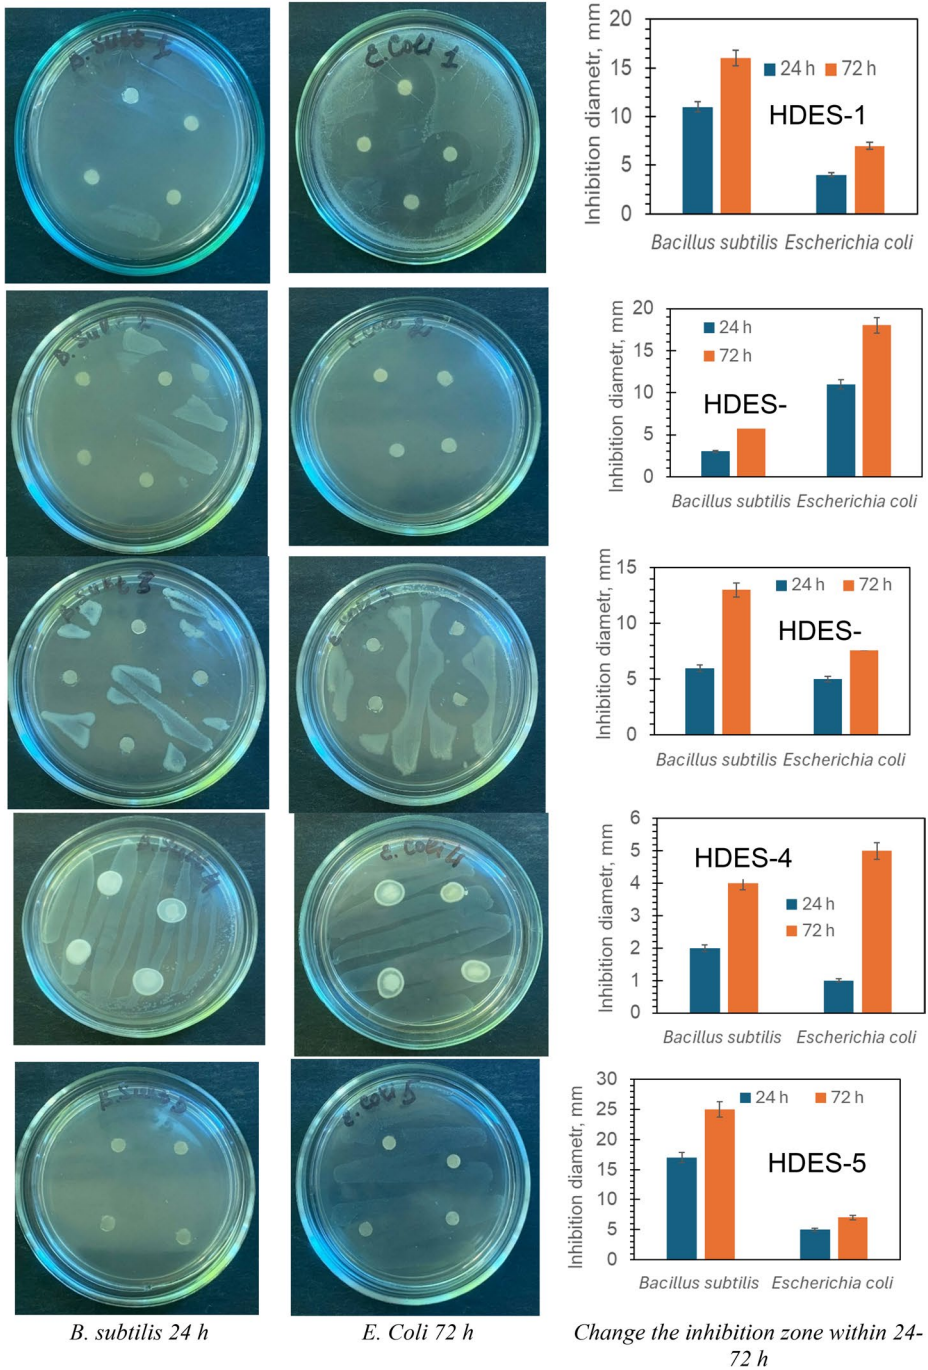 B. Subt 1
E. Coli 1
Inhibition diametr, mm
20
15
10
5
0
24 h
72 h
HDES-1
Bacillus subtilis
Escherichia coli
B. Subt 2
Inhibition diametr, mm
20
15
10
5
0
24 h
72 h
HDES-
Bacillus subtilis
Escherichia coli
3
Inhibition diametr, mm
15
10
5
0
24 h
72 h
HDES-
Bacillus subtilis
Escherichia coli
E. Coli 4
Inhibition diametr, mm
6
5
4
3
2
1
0
HDES-4
24 h
72 h
Bacillus subtilis
Escherichia coli
E. coli 5
Inhibition diametr, mm
30
25
20
15
10
5
0
24 h
72 h
HDES-5
Bacillus subtilis
Escherichia coli
B. subtilis 24 h
E. Coli 72 h
Change the inhibition zone within 24-
72 h